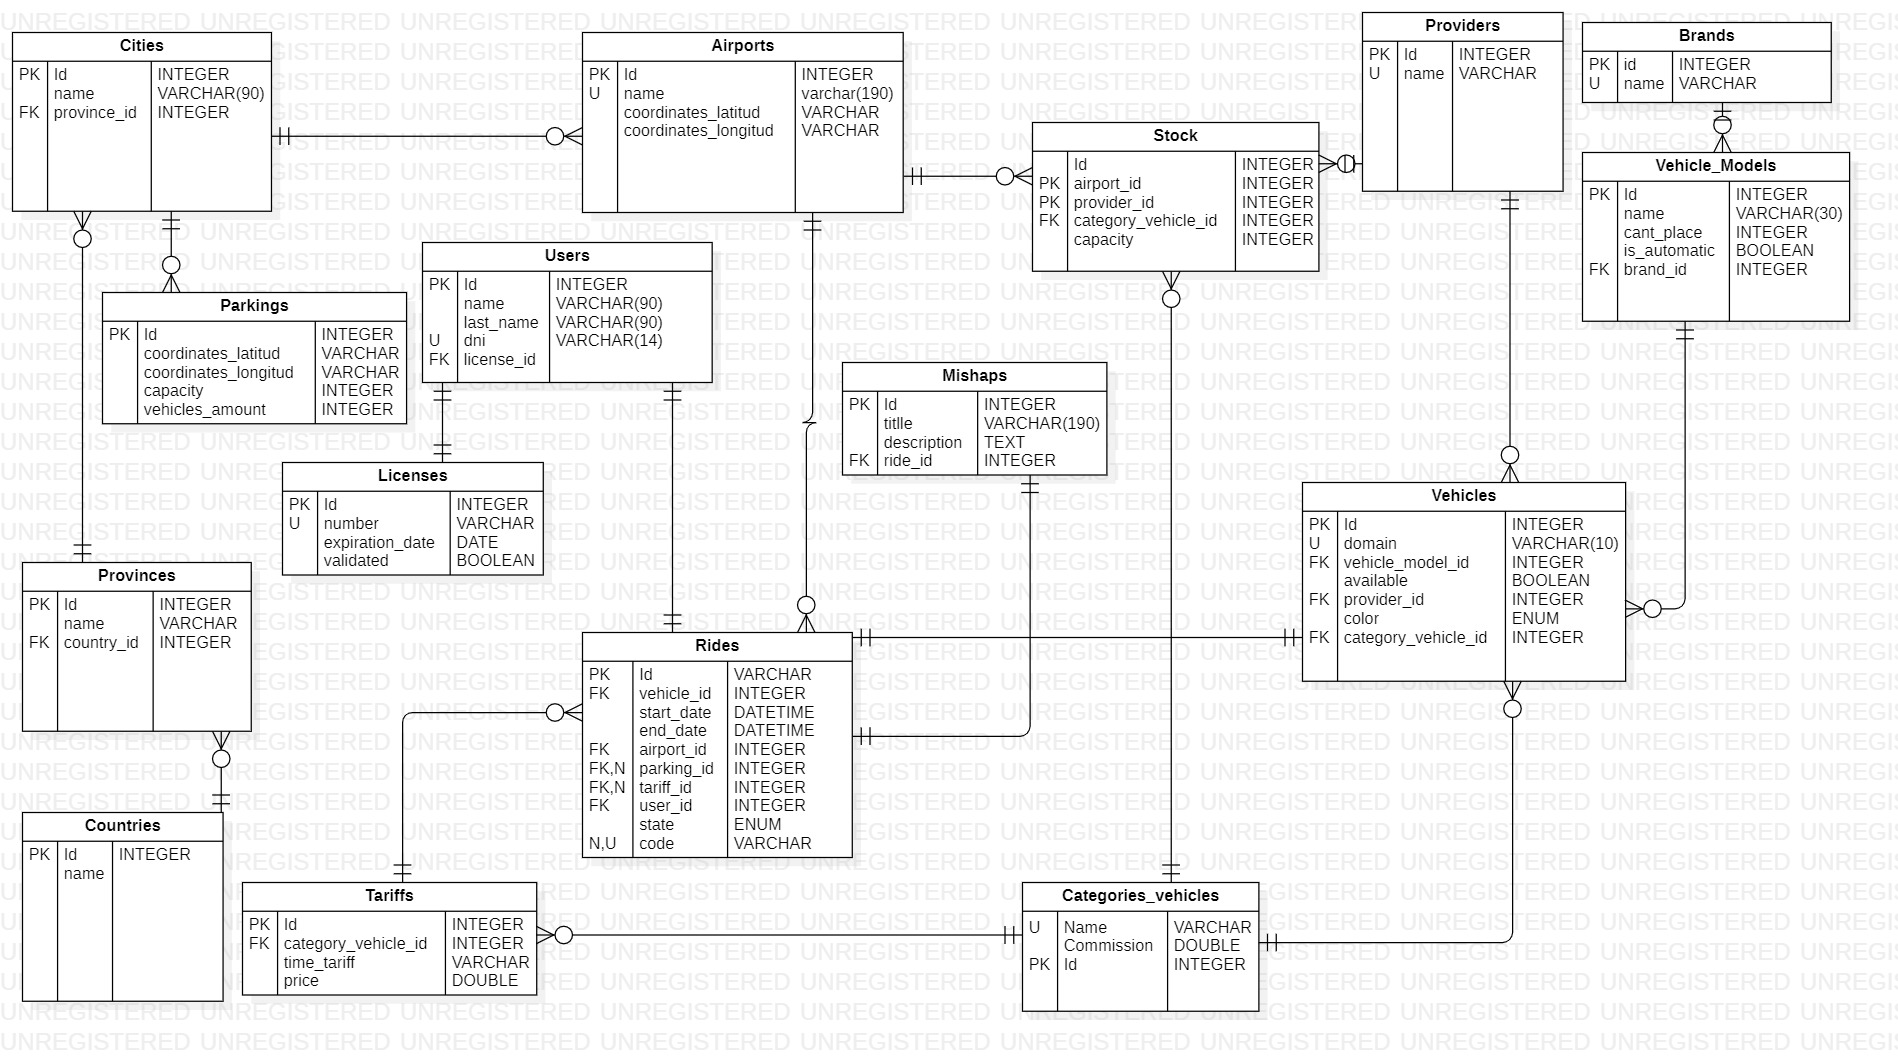 Cities
PK Id INTEGER
name VARCHAR(90)
FK province_id INTEGER
Airports
PK Id INTEGER
U name varchar(190)
coordinates_latitud VARCHAR
coordinates_longitud VARCHAR
Providers
PK Id INTEGER
U name VARCHAR
Brands
PK id INTEGER
U name VARCHAR
Stock
Id INTEGER
PK airport_id INTEGER
PK provider_id INTEGER
FK category_vehicle_id INTEGER
capacity INTEGER
Vehicle_Models
PK Id INTEGER
name VARCHAR(30)
cant_place INTEGER
is_automatic BOOLEAN
FK brand_id INTEGER
Users
PK Id INTEGER
name VARCHAR(90)
last_name VARCHAR(90)
U dni VARCHAR(14)
FK license_id
Parkings
PK Id INTEGER
coordinates_latitud VARCHAR
coordinates_longitud VARCHAR
capacity INTEGER
vehicles_amount INTEGER
Mishaps
PK Id INTEGER
titlle VARCHAR(190)
description TEXT
FK ride_id INTEGER
Licenses
PK Id INTEGER
U number VARCHAR
expiration_date DATE
validated BOOLEAN
Vehicles
PK Id INTEGER
U domain VARCHAR(10)
FK vehicle_model_id INTEGER
available BOOLEAN
FK provider_id INTEGER
color ENUM
FK category_vehicle_id INTEGER
Provinces
PK Id INTEGER
name VARCHAR
FK country_id INTEGER
Rides
PK Id VARCHAR
FK vehicle_id INTEGER
start_date DATETIME
end_date DATETIME
FK airport_id INTEGER
FK,N parking_id INTEGER
FK,N tariff_id INTEGER
FK user_id INTEGER
state ENUM
N,U code VARCHAR
Countries
PK Id INTEGER
name
Tariffs
PK Id INTEGER
FK category_vehicle_id INTEGER
time_tariff VARCHAR
price DOUBLE
Categories_vehicles
U Name VARCHAR
Commission DOUBLE
PK Id INTEGER
UNREGISTERED